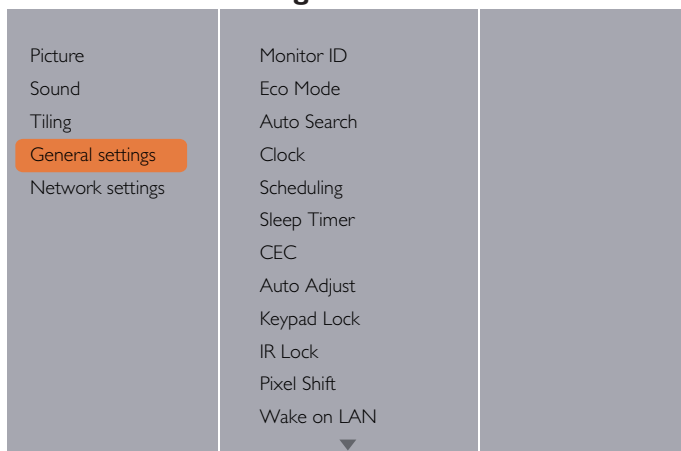 Picture
Sound
Tiling
General settings
Network settings
Monitor ID
Eco Mode
Auto Search
Clock
Scheduling
Sleep Timer
CEC
Auto Adjust
Keypad Lock
IR Lock
Pixel Shift
Wake on LAN